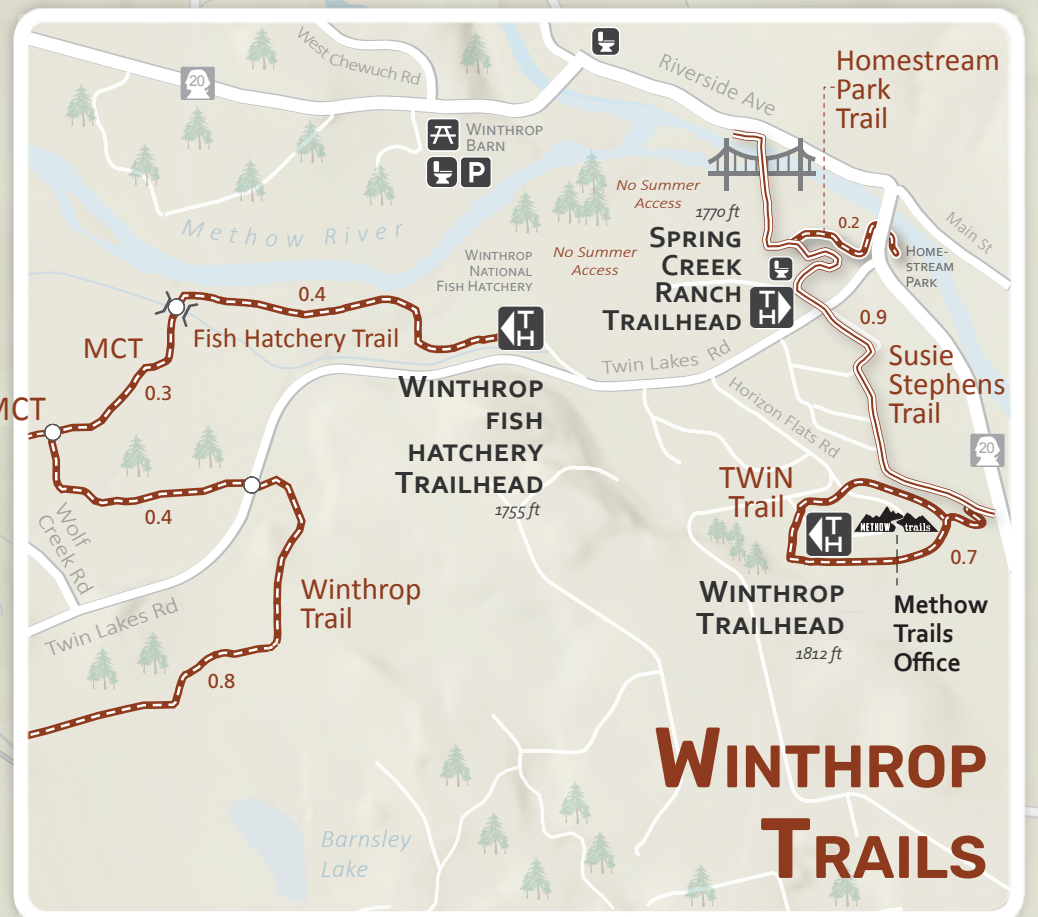 20
West Chewuch Rd
Riverside Ave
Homestream
Park
Trail
WINTHROP
BARN
P
No Summer
Access
1770 ft
SPRING
CREEK
RANCH
TRAILHEAD
TH
0.2
Main St
HOME-
STREAM
PARK
Methow River
WINTHROP
NATIONAL
FISH HATCHERY
No Summer
Access
0.4
Fish Hatchery Trail
TH
MCT
0.3
MCT
WINTHROP
FISH
HATCHERY
TRAILHEAD
1755 ft
Twin Lakes Rd
0.9
Susie
Stephens
Trail
Horizon Flats Rd
20
0.4
Wolf
Creek Rd
TWiN
Trail
TH
METHOW trails
0.7
Winthrop
Trail
Twin Lakes Rd
0.8
WINTHROP
TRAILHEAD
1812 ft
Methow
Trails
Office
WINTHROP
TRAILS
Barnsley
Lake